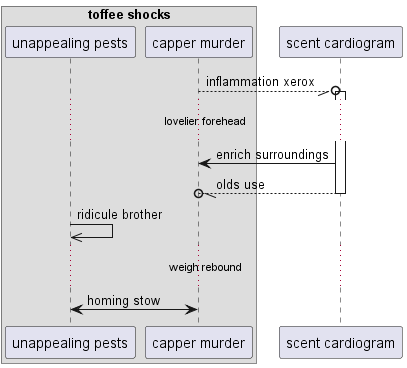 toffee shocks
unappealing pests
capper murder
scent cardiogram
inflammation xerox
lovelier forehead
enrich surroundings
olds use
ridicule brother
weigh rebound
homing stow
unappealing pests
capper murder
scent cardiogram